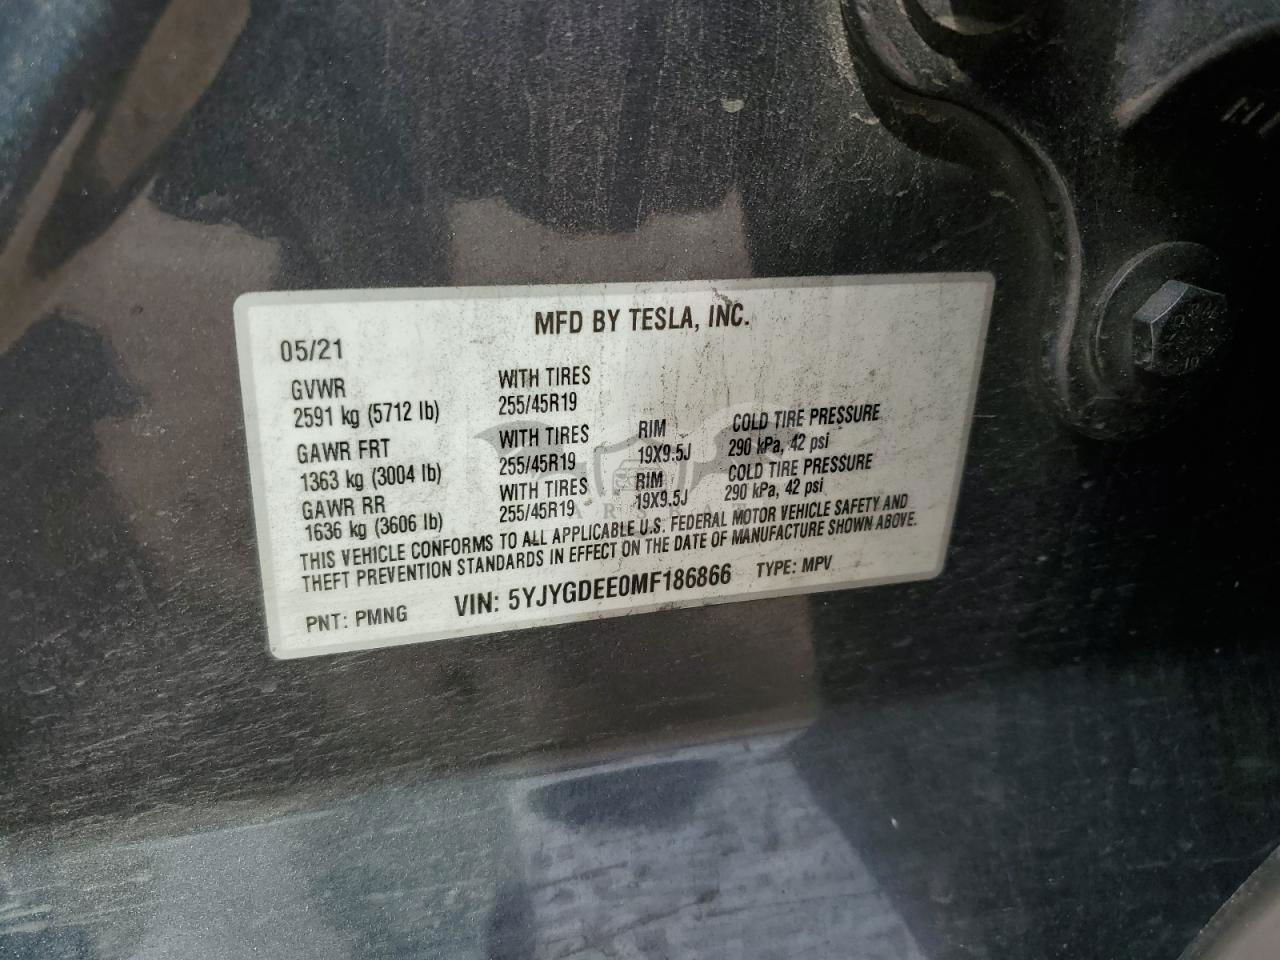 MFD BY TESLA, INC.
05/21
GVWR WITH TIRES
2591 kg (5712 lb) 255/45R19
GAWR FRT WITH TIRES RIM COLD TIRE PRESSURE
1363 kg (3004 lb) 255/45R19 19X9.5J 290 kPa, 42 psi
GAWR RR WITH TIRES RIM COLD TIRE PRESSURE
1636 kg (3606 lb) 255/45R19 19X9.5J 290 kPa, 42 psi
THIS VEHICLE CONFORMS TO ALL APPLICABLE U.S. FEDERAL MOTOR VEHICLE SAFETY AND
THEFT PREVENTION STANDARDS IN EFFECT ON THE DATE OF MANUFACTURE SHOWN ABOVE.
PNT: PMNG VIN: 5YJYGDEE0MF186866 TYPE: MPV